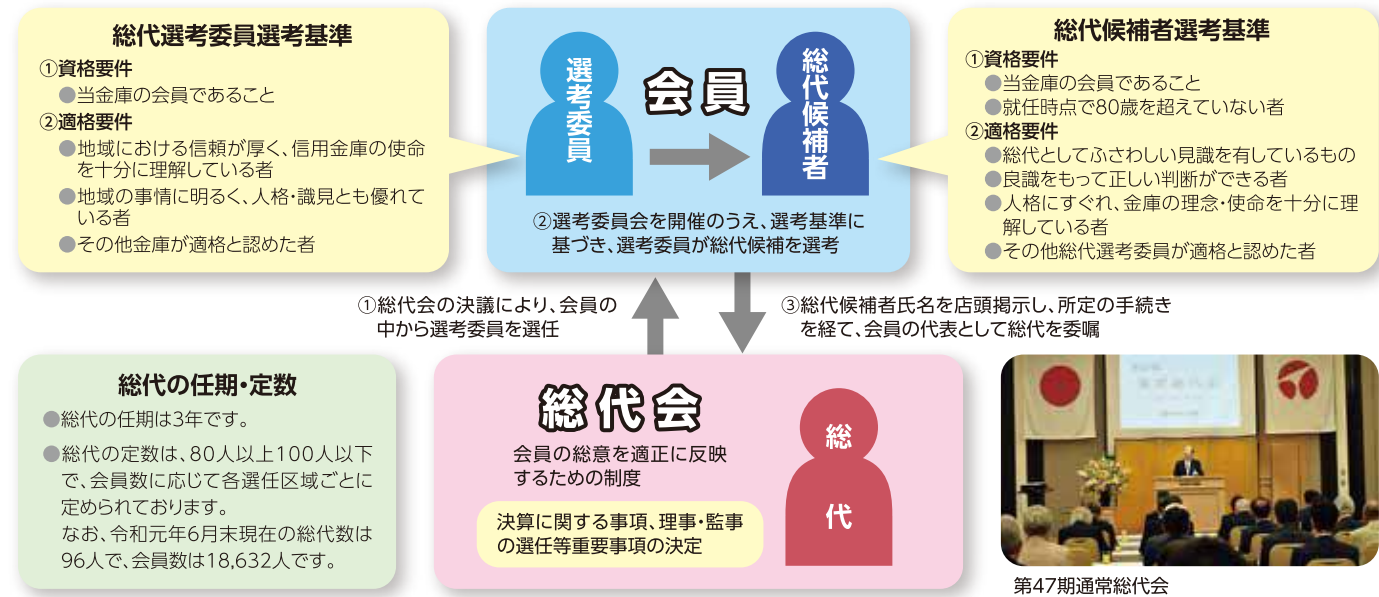 総代選考委員選考基準
①資格要件
●当金庫の会員であること
②適格要件
●地域における信頼が厚く、信用金庫の使命
を十分に理解している者
●地域の事情に明るく、人格・識見とも優れて
いる者
●その他金庫が適格と認めた者
選考委員
会員
総代候補者
②選考委員会を開催のうえ、選考基準に
基づき、選考委員が総代候補を選考
総代候補者選考基準
①資格要件
●当金庫の会員であること
●就任時点で80歳を超えていない者
②適格要件
●総代としてふさわしい見識を有しているもの
●良識をもって正しい判断ができる者
●人格にすぐれ、金庫の理念・使命を十分に理
解している者
●その他総代選考委員が適格と認めた者
①総代会の決議により、会員の
中から選考委員を選任
③総代候補者氏名を店頭掲示し、所定の手続き
を経て、会員の代表として総代を委嘱
総代の任期・定数
●総代の任期は3年です。
●総代の定数は、80人以上100人以下
で、会員数に応じて各選任区域ごとに
定められております。
なお、令和元年6月末現在の総代数は
96人で、会員数は18,632人です。
総代会
会員の総意を適正に反映
するための制度
決算に関する事項、理事・監事
の選任等重要事項の決定
総代
第47期通常総代会